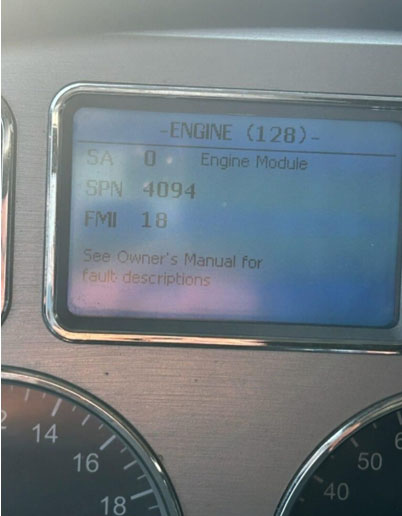 -ENGINE (128)-
SA 0 Engine Module
SPN 4094
FMI 18
See Owner's Manual for
fault descriptions
14
16
18
50
40